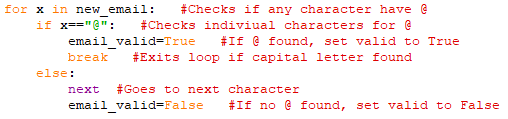 for x in new_email:   #Checks if any character have @
    if x=="@":   #Checks indiviual characters for @
        email_valid=True   #If @ found, set valid to True
        break   #Exits loop if capital letter found
    else:
        next   #Goes to next character
        email_valid=False   #If no @ found, set valid to False